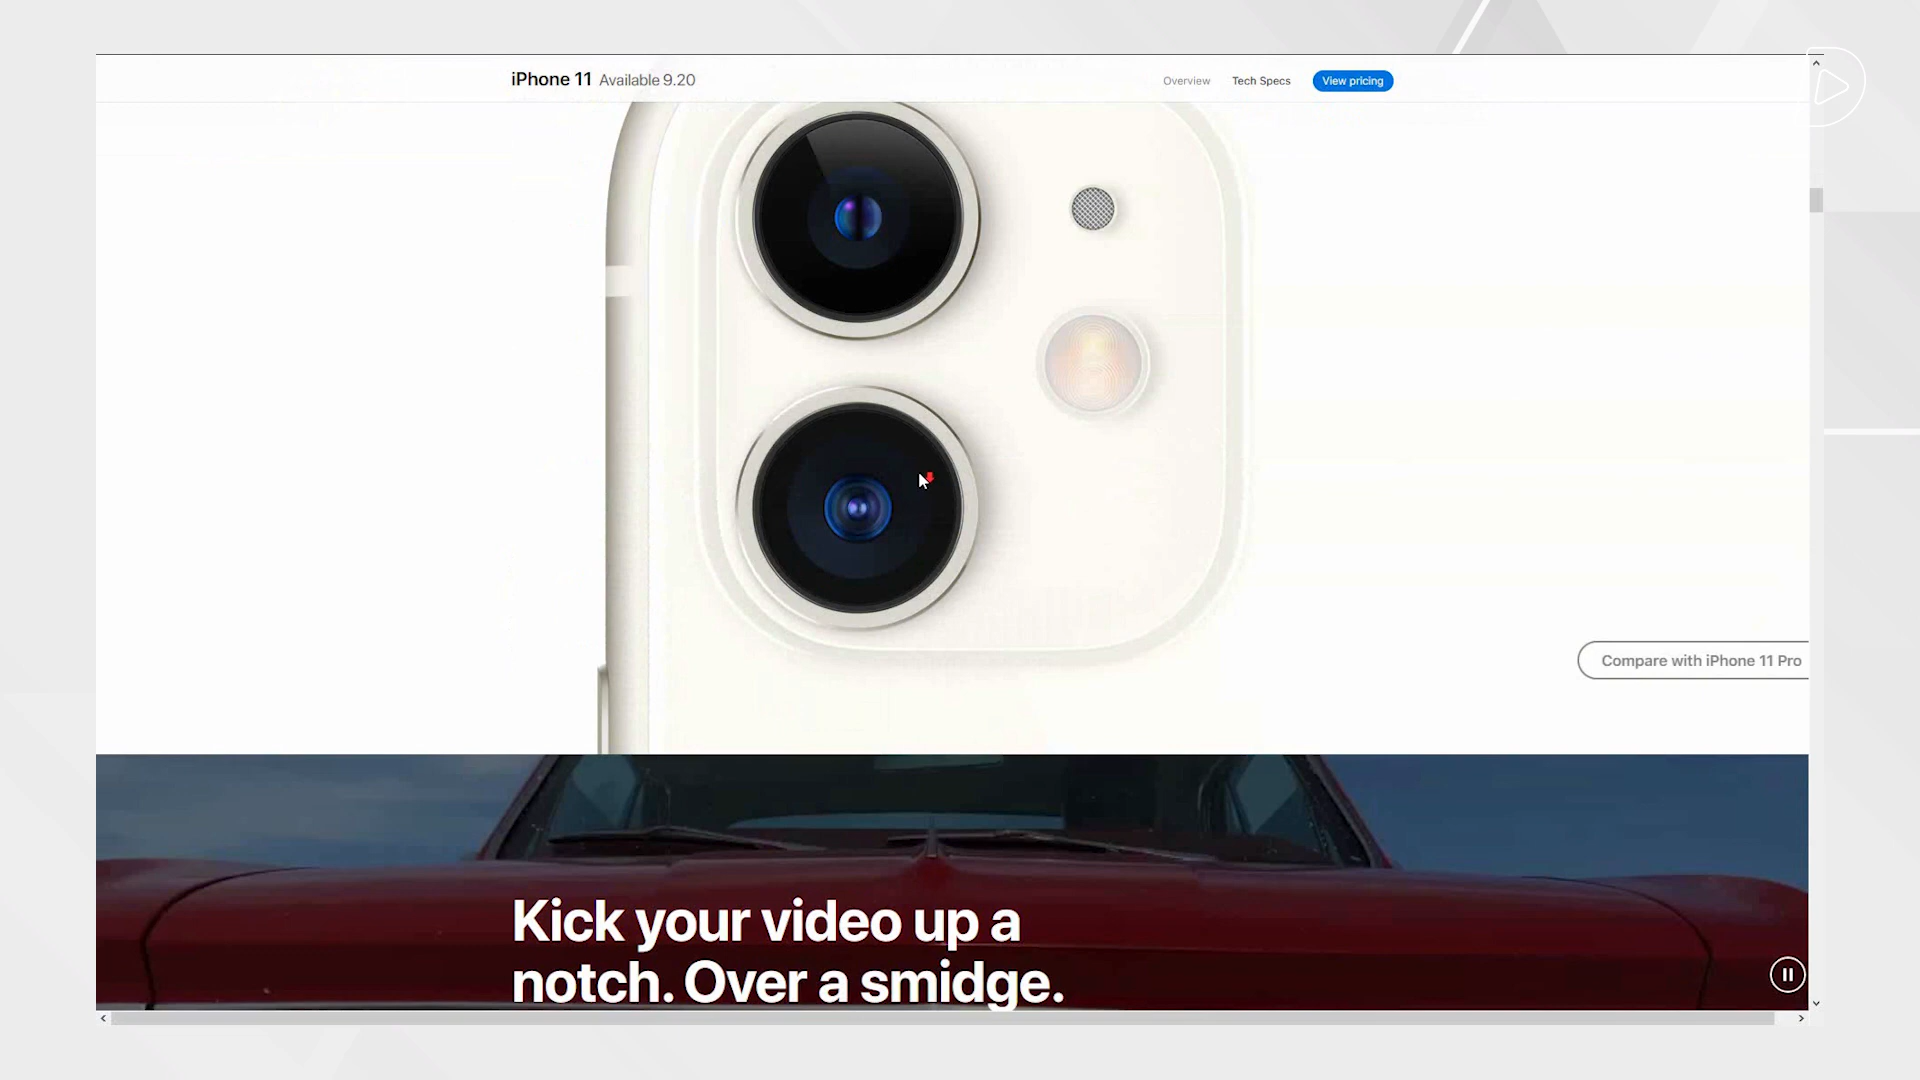 iPhone 11 Available 9.20
Overview Tech Specs View pricing
Compare with iPhone 11 Pro
Kick your video up a
notch. Over a smidge.